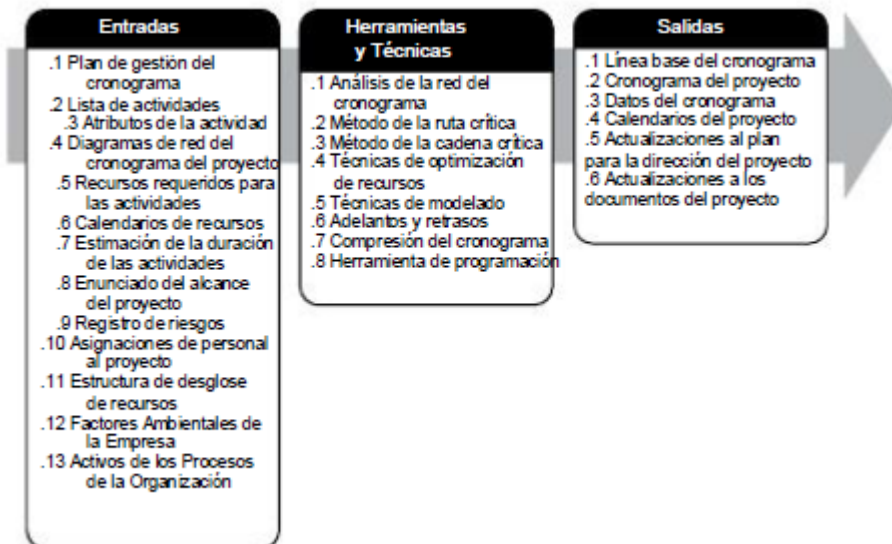 Entradas
.1 Plan de gestión del
cronograma
.2 Lista de actividades
.3 Atributos de la actividad
.4 Diagramas de red del
cronograma del proyecto
.5 Recursos requeridos para
las actividades
.6 Calendarios de recursos
.7 Estimación de la duración
de las actividades
.8 Enunciado del alcance
del proyecto
.9 Registro de riesgos
.10 Asignaciones de personal
al proyecto
.11 Estructura de desglose
de recursos
.12 Factores Ambientales de
la Empresa
.13 Activos de los Procesos
de la Organización
Herramientas
y Técnicas
.1 Análisis de la red del
cronograma
.2 Método de la ruta crítica
.3 Método de la cadena crítica
.4 Técnicas de optimización
de recursos
.5 Técnicas de modelado
.6 Adelantos y retrasos
.7 Compresión del cronograma
.8 Herramienta de programación
Salidas
.1 Línea base del cronograma
.2 Cronograma del proyecto
.3 Datos del cronograma
.4 Calendarios del proyecto
.5 Actualizaciones al plan
para la dirección del proyecto
.6 Actualizaciones a los
documentos del proyecto